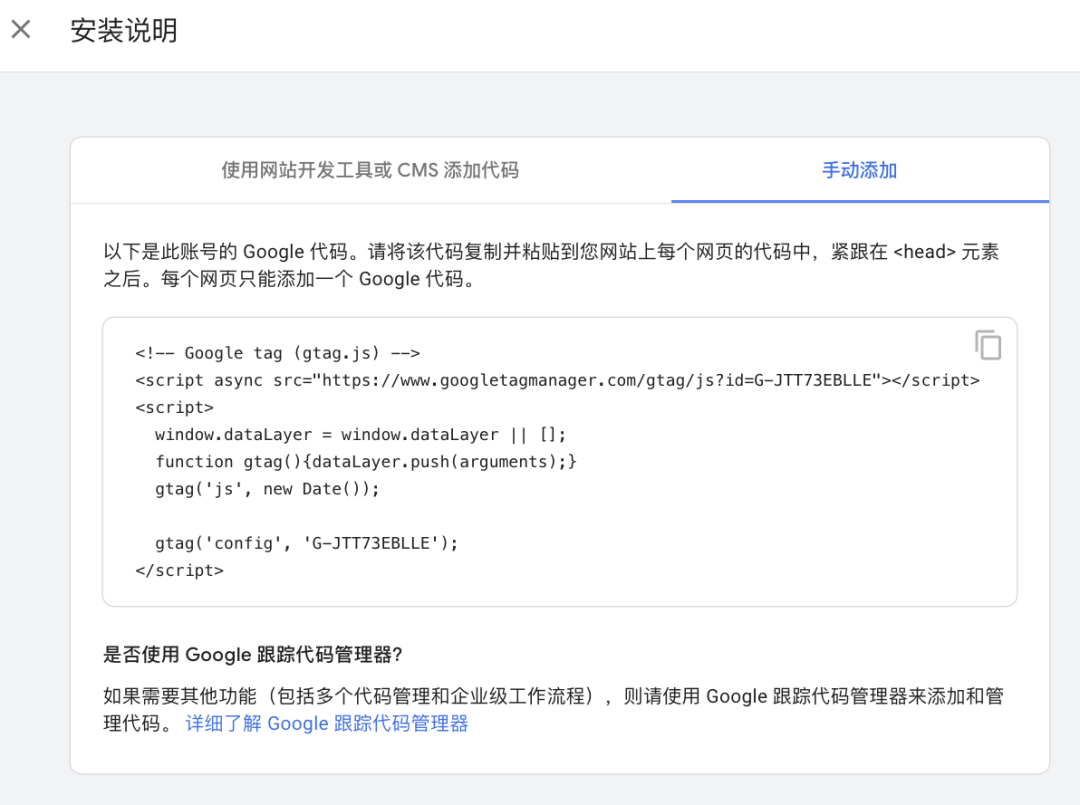 安装说明
使用网站开发工具或 CMS 添加代码
手动添加
以下是此账号的 Google 代码。请将该代码复制并粘贴到您网站上每个网页的代码中，紧跟在 <head> 元素
之后。每个网页只能添加一个 Google 代码。
<!-- Google tag (gtag.js) -->
<script async src="https://www.googletagmanager.com/gtag/js?id=G-JTT73EBLLE"></script>
<script>
  window.dataLayer = window.dataLayer || [];
  function gtag(){dataLayer.push(arguments);}
  gtag('js', new Date());
  gtag('config', 'G-JTT73EBLLE');
</script>
是否使用 Google 跟踪代码管理器?
如果需要其他功能（包括多个代码管理和企业级工作流程），则请使用 Google 跟踪代码管理器来添加和管
理代码。 详细了解 Google 跟踪代码管理器